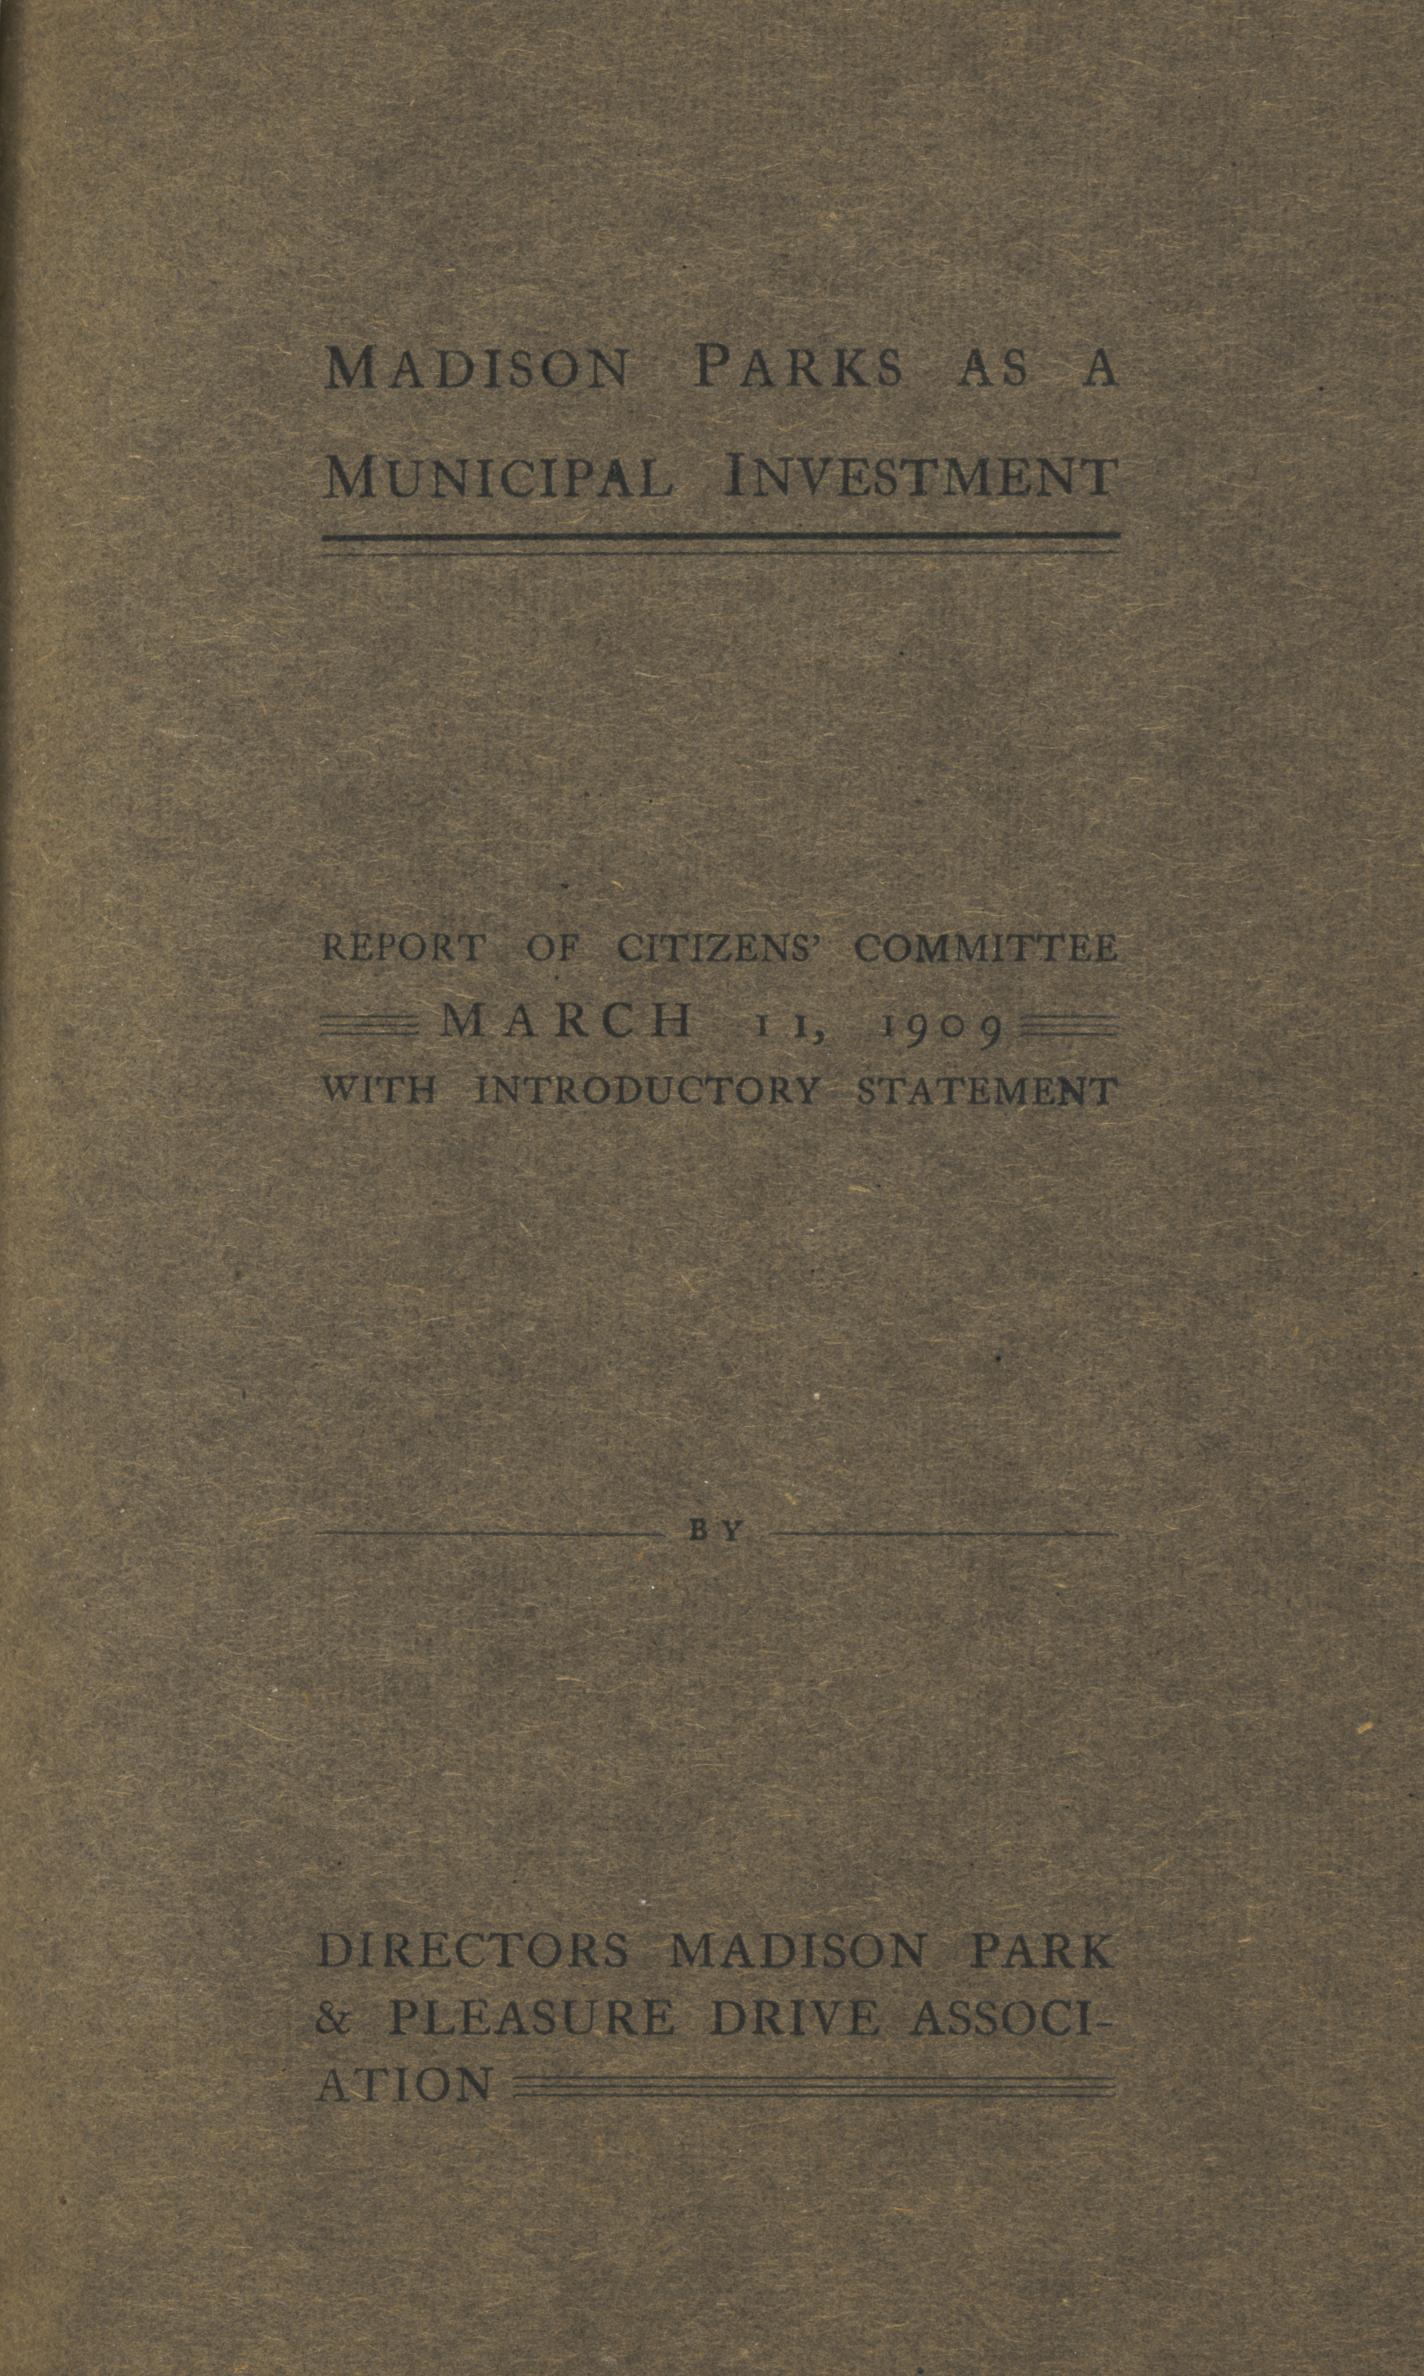 MADISON PARKS AS A
MUNICIPAL INVESTMENT
REPORT OF CITIZENS’ COMMITTEE
MARCH 11, 1909
WITH INTRODUCTORY STATEMENT
BY
DIRECTORS MADISON PARK
& PLEASURE DRIVE ASSOCI-
ATION